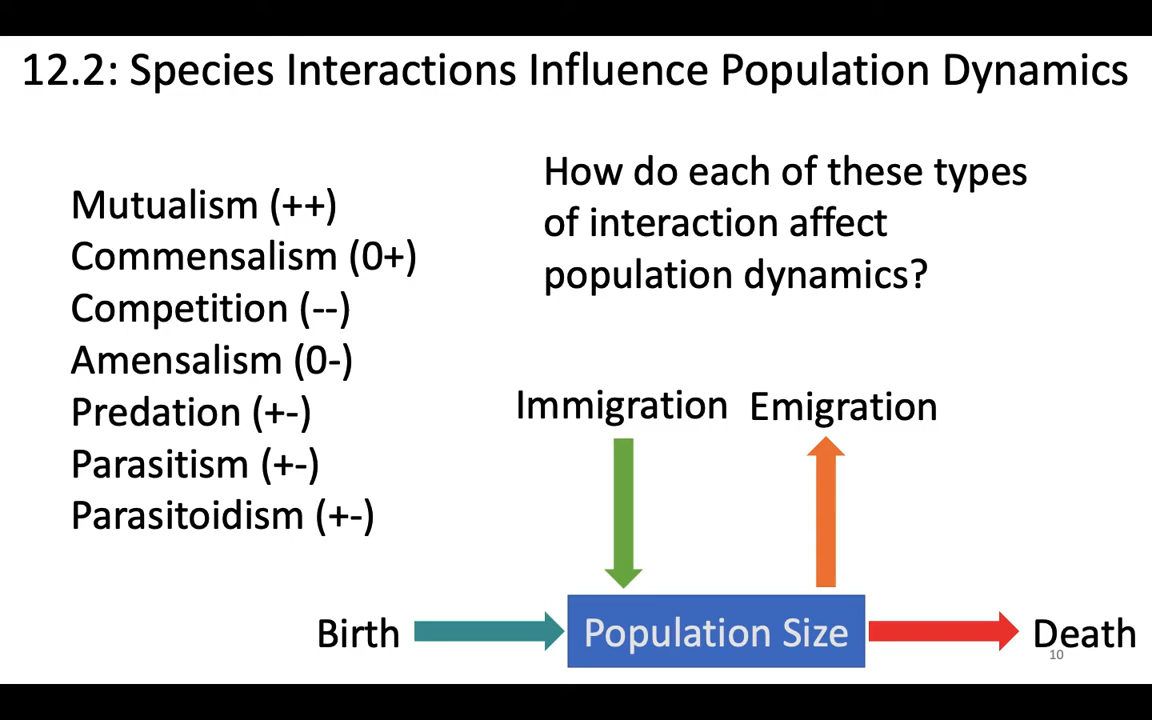 12.2: Species Interactions Influence Population Dynamics
Mutualism (++)
Commensalism (0+)
Competition (--)
Amensalism (0-)
Predation (+-)
Parasitism (+-)
Parasitoidism (+-)
How do each of these types
of interaction affect
population dynamics?
Immigration Emigration
Birth Population Size Death
10